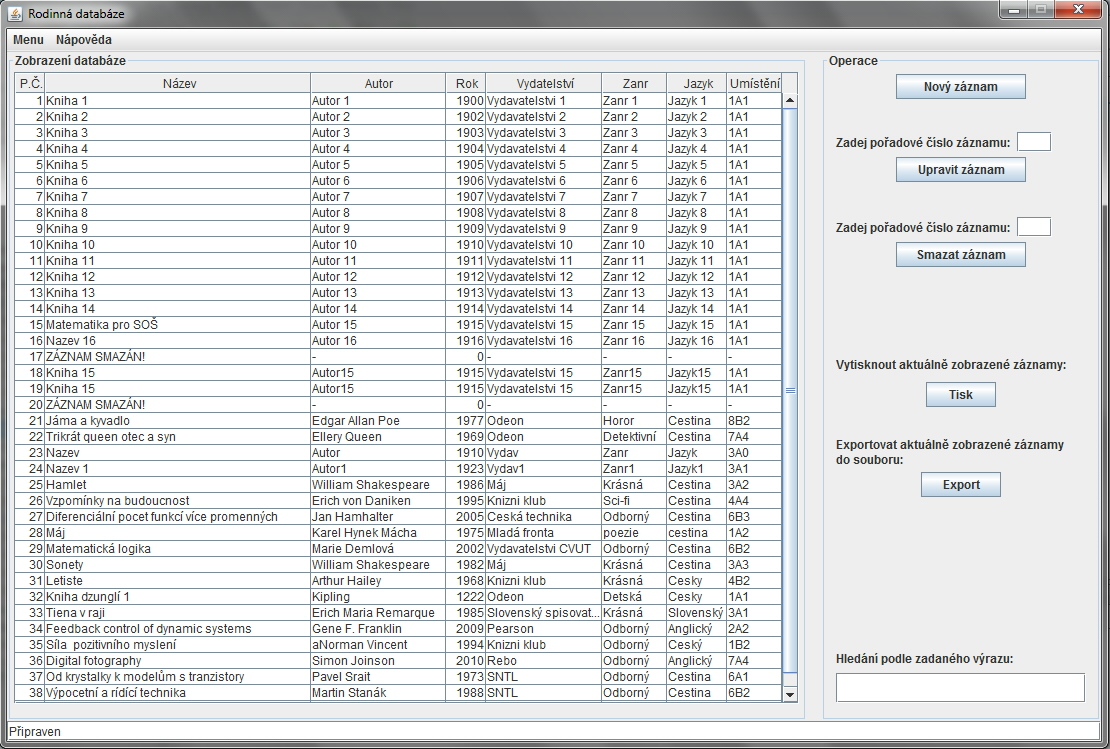 Rodinná databáze
Menu Nápověda
Zobrazení databáze
P.Č. Název Autor Rok Vydatelství Zanr Jazyk Umístění
1 Kniha 1 Autor 1 1900 Vydavatelstvi 1 Zanr 1 Jazyk 1 1A1
2 Kniha 2 Autor 2 1902 Vydavatelstvi 2 Zanr 2 Jazyk 2 1A1
3 Kniha 3 Autor 3 1903 Vydavatelstvi 3 Zanr 3 Jazyk 3 1A1
4 Kniha 4 Autor 4 1904 Vydavatelstvi 4 Zanr 4 Jazyk 4 1A1
5 Kniha 5 Autor 5 1905 Vydavatelstvi 5 Zanr 5 Jazyk 5 1A1
6 Kniha 6 Autor 6 1906 Vydavatelstvi 6 Zanr 6 Jazyk 6 1A1
7 Kniha 7 Autor 7 1907 Vydavatelstvi 7 Zanr 7 Jazyk 7 1A1
8 Kniha 8 Autor 8 1908 Vydavatelstvi 8 Zanr 8 Jazyk 8 1A1
9 Kniha 9 Autor 9 1909 Vydavatelstvi 9 Zanr 9 Jazyk 9 1A1
10 Kniha 10 Autor 10 1910 Vydavatelstvi 10 Zanr 10 Jazyk 10 1A1
11 Kniha 11 Autor 11 1911 Vydavatelstvi 11 Zanr 11 Jazyk 11 1A1
12 Kniha 12 Autor 12 1912 Vydavatelstvi 12 Zanr 12 Jazyk 12 1A1
13 Kniha 13 Autor 13 1913 Vydavatelstvi 13 Zanr 13 Jazyk 13 1A1
14 Kniha 14 Autor 14 1914 Vydavatelstvi 14 Zanr 14 Jazyk 14 1A1
15 Matematika pro SOŠ Autor 15 1915 Vydavatelstvi 15 Zanr 15 Jazyk 15 1A1
16 Nazev 16 Autor 16 1916 Vydavatelstvi 16 Zanr 16 Jazyk 16 1A1
17 ZÁZNAM SMAZÁN! - 0 - - - -
18 Kniha 15 Autor15 1915 Vydavatelstvi 15 Zanr15 Jazyk15 1A1
19 Kniha 15 Autor15 1915 Vydavatelstvi 15 Zanr15 Jazyk15 1A1
20 ZÁZNAM SMAZÁN! - 0 - - - -
21 Jáma a kyvadlo Edgar Allan Poe 1977 Odeon Horor Cestina 8B2
22 Trikrát queen otec a syn Ellery Queen 1969 Odeon Detektivní Cestina 7A4
23 Nazev Autor 1910 Vydav Zanr Jazyk 3A0
24 Nazev 1 Autor1 1923 Vydav1 Zanr1 Jazyk1 3A1
25 Hamlet William Shakespeare 1986 Máj Krásná Cestina 3A2
26 Vzpomínky na budoucnost Erich von Daniken 1995 Knizni klub Sci-fi Cestina 4A4
27 Diferenciální pocet funkcí více promenných Jan Hamhalter 2005 Ceská technika Odborný Cestina 6B3
28 Máj Karel Hynek Mácha 1975 Mladá fronta poezie cestina 1A2
29 Matematická logika Marie Demlová 2002 Vydavatelstvi CVUT Odborný Cestina 6B2
30 Sonety William Shakespeare 1982 Máj Krásná Cestina 3A3
31 Letiste Arthur Hailey 1968 Knizni klub Krásná Cesky 4B2
32 Kniha dzunglí 1 Kipling 1222 Odeon Detská Cesky 1A1
33 Tiena v raji Erich Maria Remarque 1985 Slovenský spisovat... Krásná Slovenský 3A1
34 Feedback control of dynamic systems Gene F. Franklin 2009 Pearson Odborný Anglický 2A2
35 Síla  pozitivního myslení aNorman Vincent 1994 Knizni klub Odborný Ceský 1B2
36 Digital fotography Simon Joinson 2010 Rebo Odborný Anglický 7A4
37 Od krystalky k modelům s tranzistory Pavel Srait 1973 SNTL Odborný Cestina 6A1
38 Výpocetní a rídící technika Martin Stanák 1988 SNTL Odborný Cestina 6B2
Operace
Nový záznam
Zadej pořadové číslo záznamu:
Upravit záznam
Zadej pořadové číslo záznamu:
Smazat záznam
Vytisknout aktuálně zobrazené záznamy:
Tisk
Exportovat aktuálně zobrazené záznamy
do souboru:
Export
Hledání podle zadaného výrazu:
Připraven